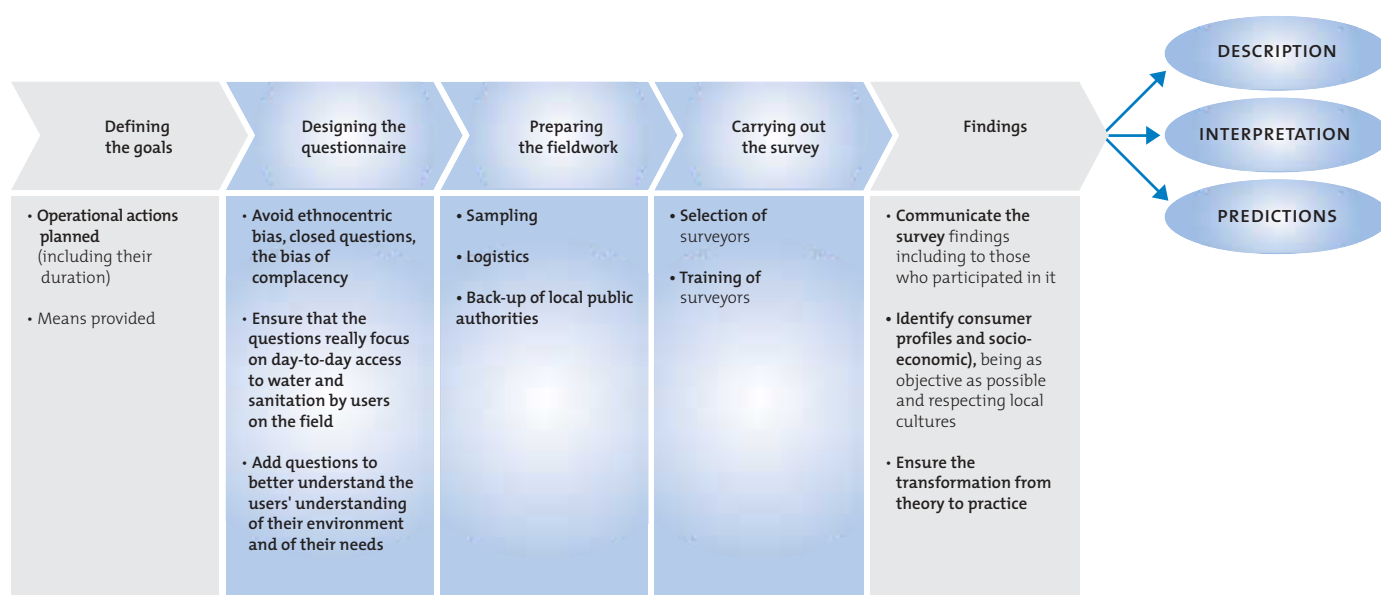 DESCRIPTION
INTERPRETATION
PREDICTIONS
Defining
the goals
Designing the
questionnaire
Preparing
the fieldwork
Carrying out
the survey
Findings
• Operational actions
planned
(including their
duration)
• Means provided
• Avoid ethnocentric
bias, closed questions,
the bias of
complacency
• Ensure that the
questions really focus
on day-to-day access
to water and
sanitation by users
on the field
• Add questions to
better understand the
users' understanding
of their environment
and of their needs
• Sampling
• Logistics
• Back-up of local public
authorities
• Selection of
surveyors
• Training of
surveyors
• Communicate the
survey findings
including to those
who participated in it
• Identify consumer
profiles and socio-
economic), being as
objective as possible
and respecting local
cultures
• Ensure the
transformation from
theory to practice